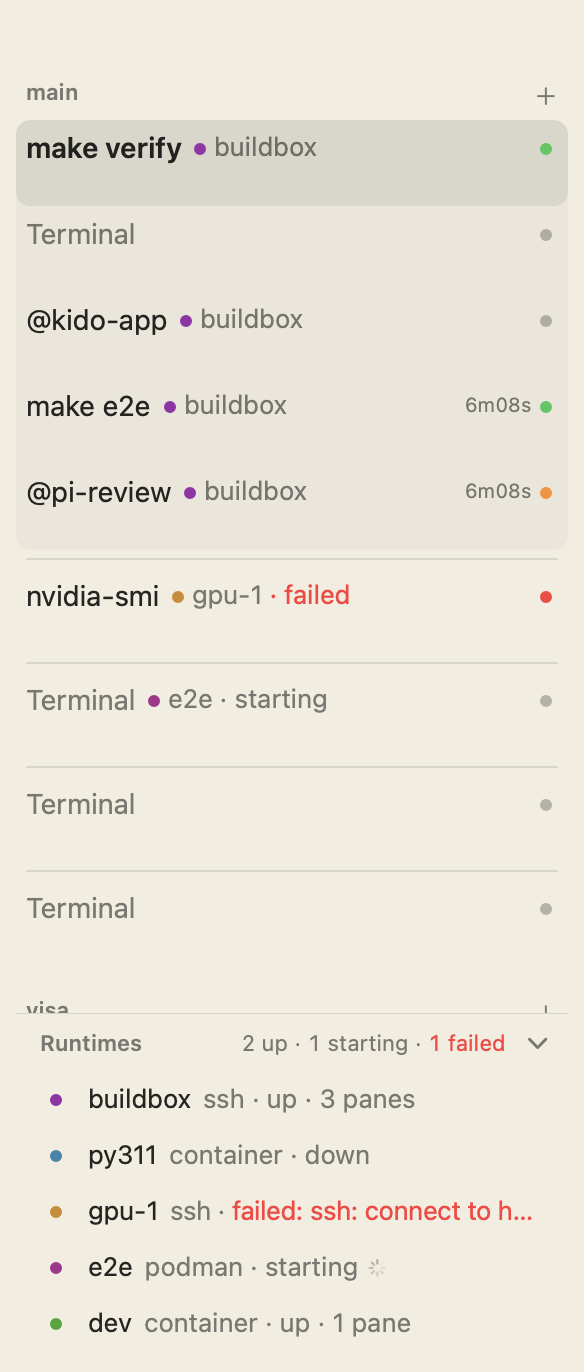 main
make verify buildbox
Terminal
@kido-app buildbox
make e2e buildbox 6m08s
@pi-review buildbox 6m08s
nvidia-smi gpu-1 · failed
Terminal e2e · starting
Terminal
Terminal
visa
Runtimes 2 up · 1 starting · 1 failed
buildbox ssh · up · 3 panes
py311 container · down
gpu-1 ssh · failed: ssh: connect to h...
e2e podman · starting
dev container · up · 1 pane